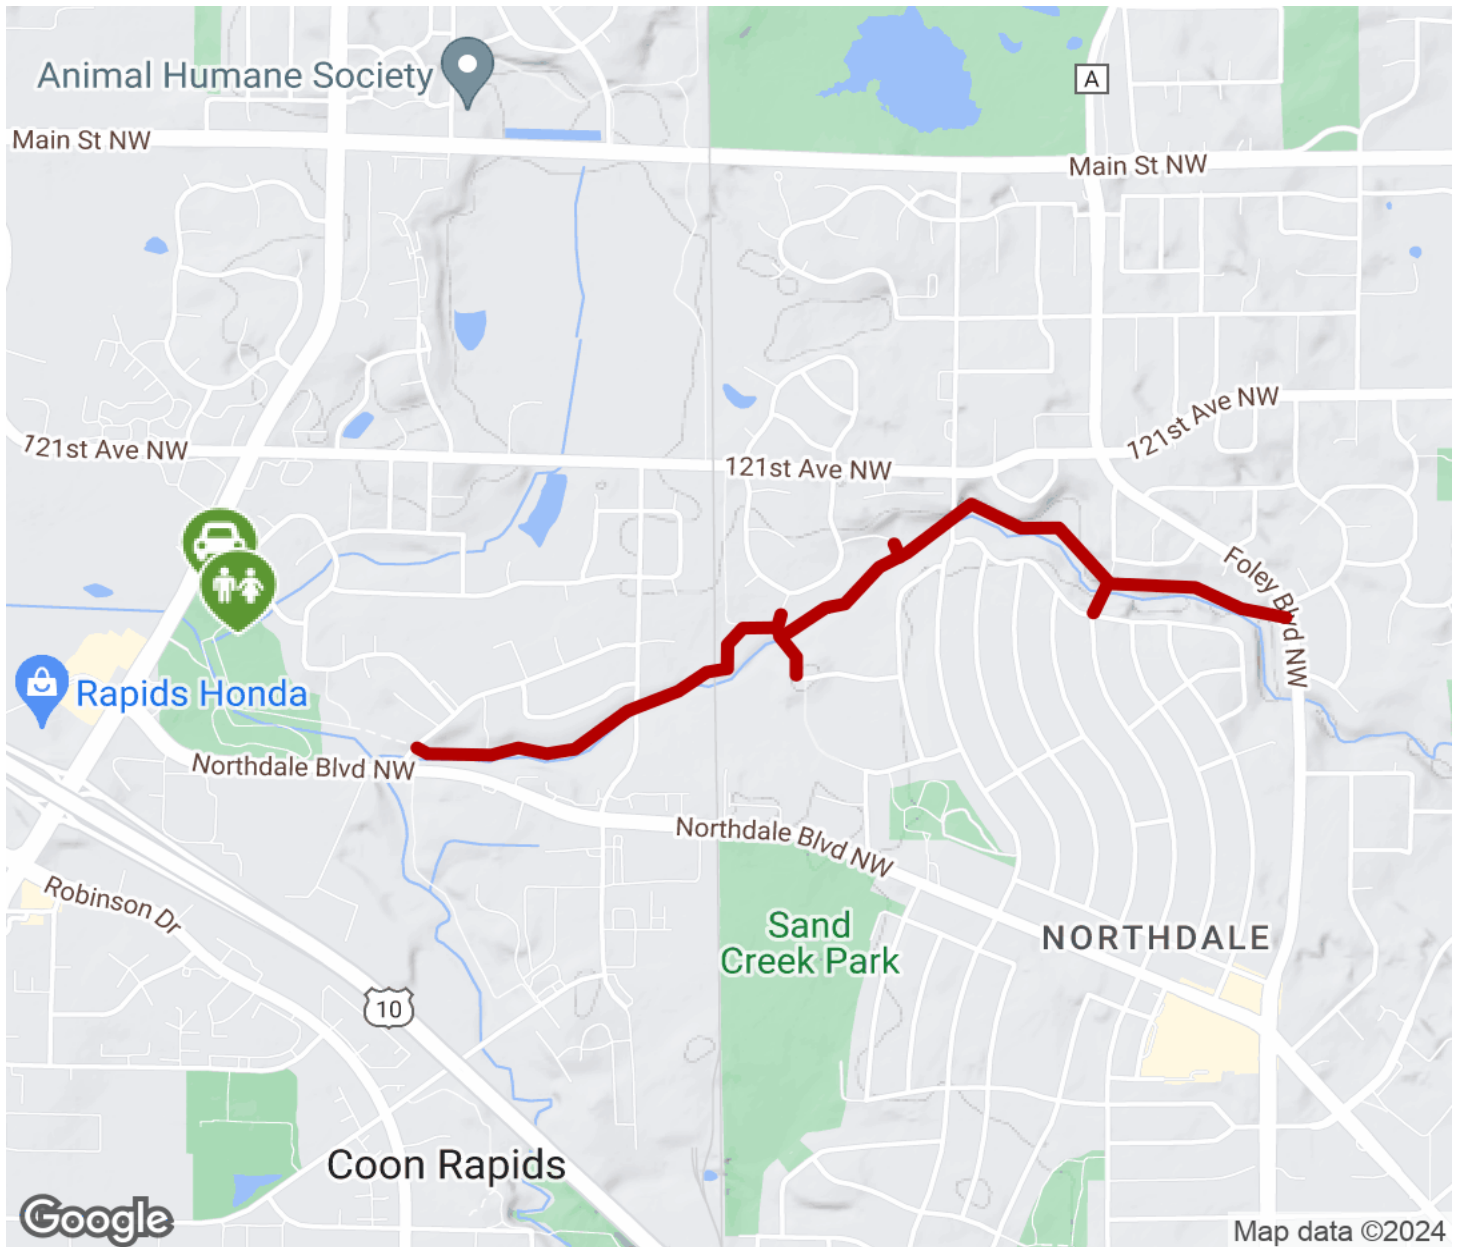 Animal Humane Society
A
Main St NW
Main St NW
121st Ave NW
121st Ave NW
121st Ave NW
Foley Blvd NW
Rapids Honda
Northdale Blvd NW
Northdale Blvd NW
Robinson Dr
Sand
Creek Park
NORTHDALE
10
Coon Rapids
Google
Map data ©2024